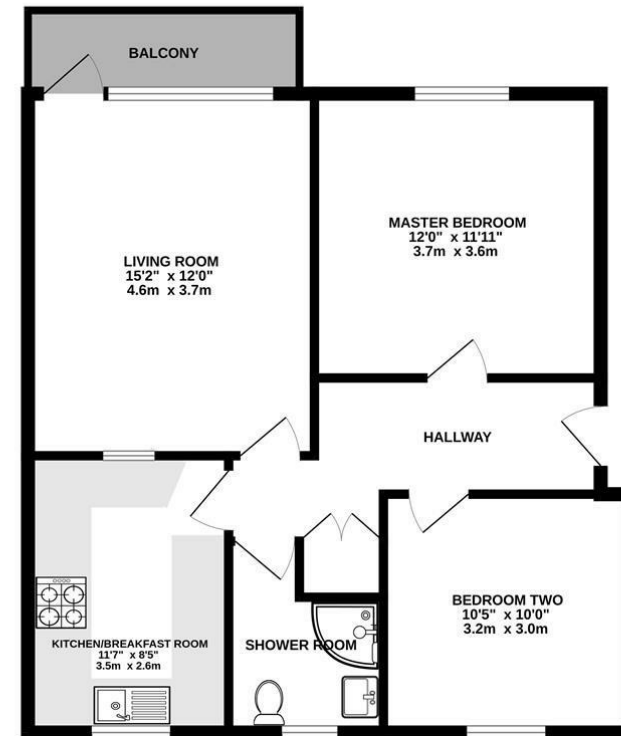 BALCONY
MASTER BEDROOM
12'0" x 11'11"
3.7m x 3.6m
LIVING ROOM
15'2" x 12'0"
4.6m x 3.7m
HALLWAY
BEDROOM TWO
10'5" x 10'0"
3.2m x 3.0m
KITCHEN/BREAKFAST ROOM
11'7" x 8'5"
3.5m x 2.6m
SHOWER ROOM